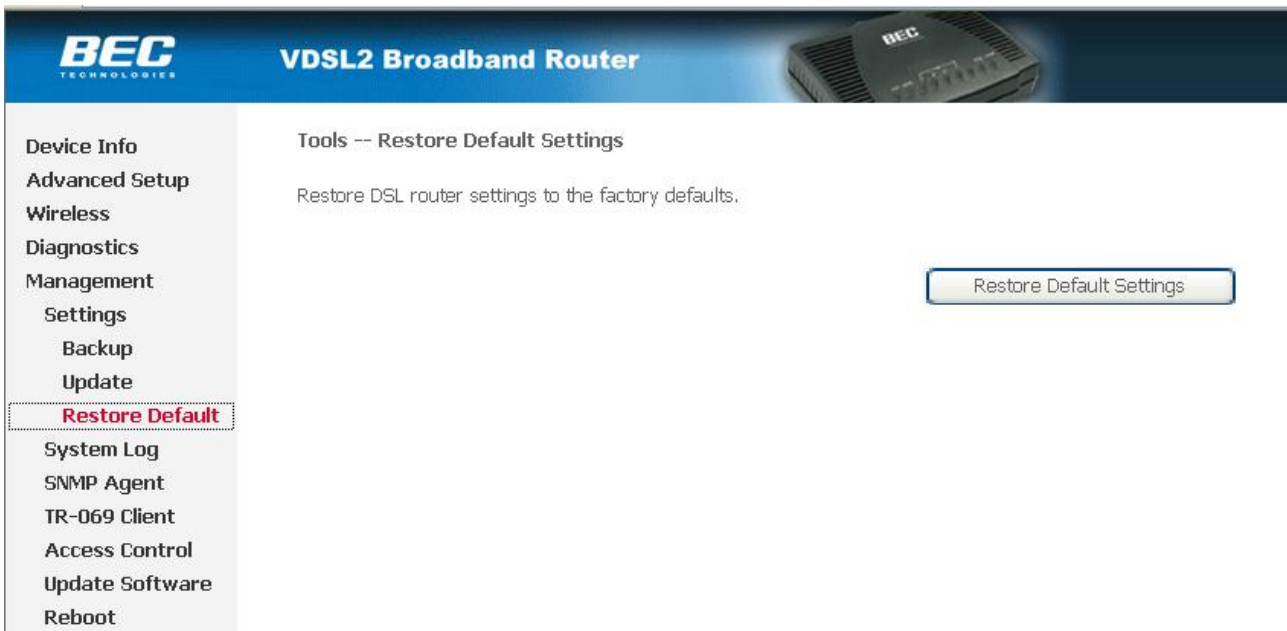 BEC
TECHNOLOGIES
VDSL2 Broadband Router
BEC
Device Info
Advanced Setup
Wireless
Diagnostics
Management
Settings
Backup
Update
Restore Default
System Log
SNMP Agent
TR-069 Client
Access Control
Update Software
Reboot
Tools -- Restore Default Settings
Restore DSL router settings to the factory defaults.
Restore Default Settings